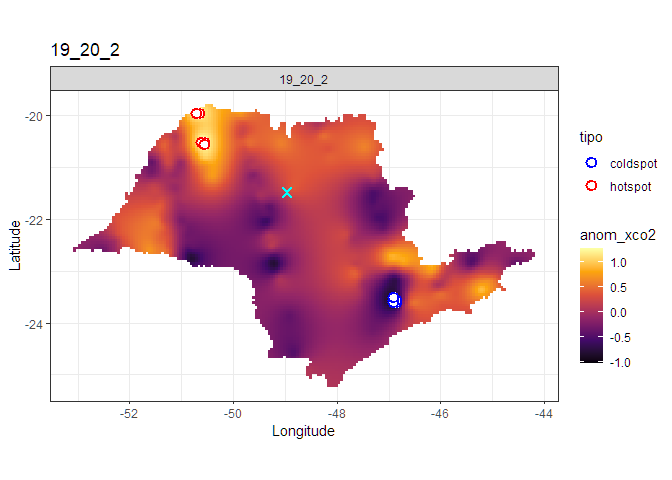 19_20_2
19_20_2
-20
-22
-24
Latitude
-52 -50 -48 -46 -44
Longitude
tipo
coldspot
hotspot
anom_xco2
1.0
0.5
0.0
-0.5
-1.0